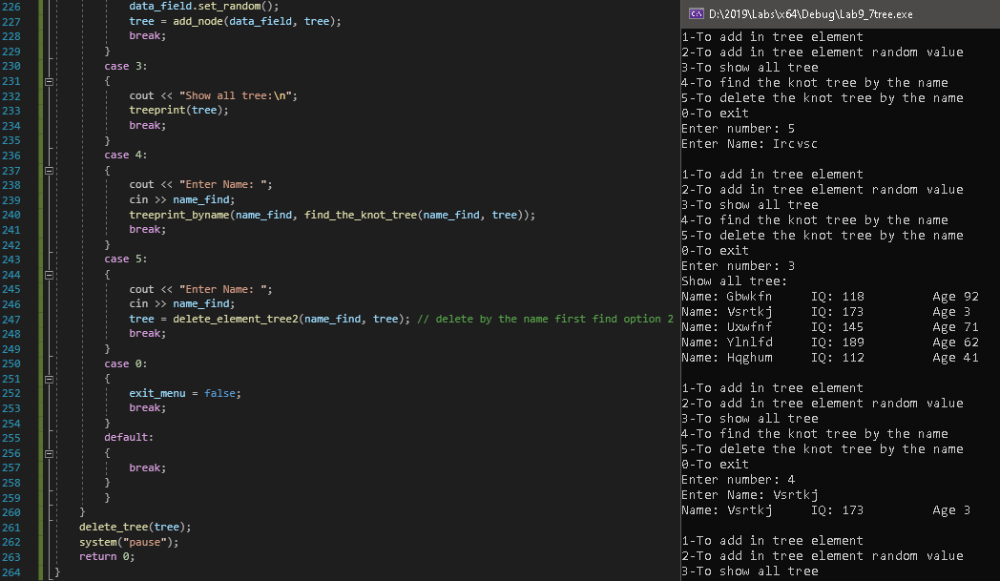 226 data_field.set_random();
227 tree = add_node(data_field, tree);
228 break;
229 }
230 case 3:
231 {
232 cout << "Show all tree:\n";
233 treeprint(tree);
234 break;
235 }
236 case 4:
237 {
238 cout << "Enter Name: ";
239 cin >> name_find;
240 treeprint_byname(name_find, find_the_knot_tree(name_find, tree));
241 break;
242 }
243 case 5:
244 {
245 cout << "Enter Name: ";
246 cin >> name_find;
247 tree = delete_element_tree2(name_find, tree); // delete by the name first find option 2
248 break;
249 }
250 case 0:
251 {
252 exit_menu = false;
253 break;
254 }
255 default:
256 {
257 break;
258 }
259 }
260 }
261 delete_tree(tree);
262 system("pause");
263 return 0;
264 }
D:\2019\Labs\x64\Debug\Lab9_7tree.exe
1-To add in tree element
2-To add in tree element random value
3-To show all tree
4-To find the knot tree by the name
5-To delete the knot tree by the name
0-To exit
Enter number: 5
Enter Name: Ircvsc
1-To add in tree element
2-To add in tree element random value
3-To show all tree
4-To find the knot tree by the name
5-To delete the knot tree by the name
0-To exit
Enter number: 3
Show all tree:
Name: Gbwkfn IQ: 118 Age 92
Name: Vsrtkj IQ: 173 Age 3
Name: Uxwfnf IQ: 145 Age 71
Name: Ylnlfd IQ: 189 Age 62
Name: Hqghum IQ: 112 Age 41
1-To add in tree element
2-To add in tree element random value
3-To show all tree
4-To find the knot tree by the name
5-To delete the knot tree by the name
0-To exit
Enter number: 4
Enter Name: Vsrtkj
Name: Vsrtkj IQ: 173 Age 3
1-To add in tree element
2-To add in tree element random value
3-To show all tree